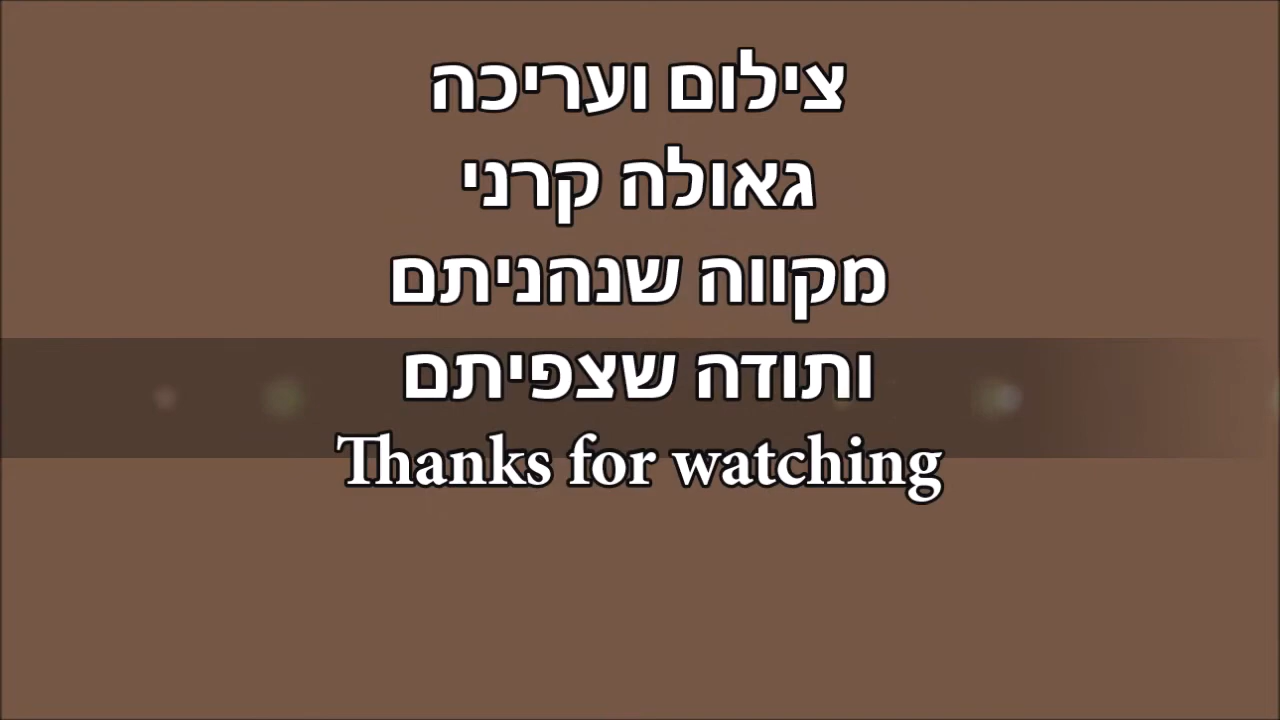 צילום ועריכה
גאולה קרני
מקווה שנהניתם
ותודה שצפיתם
Thanks for watching